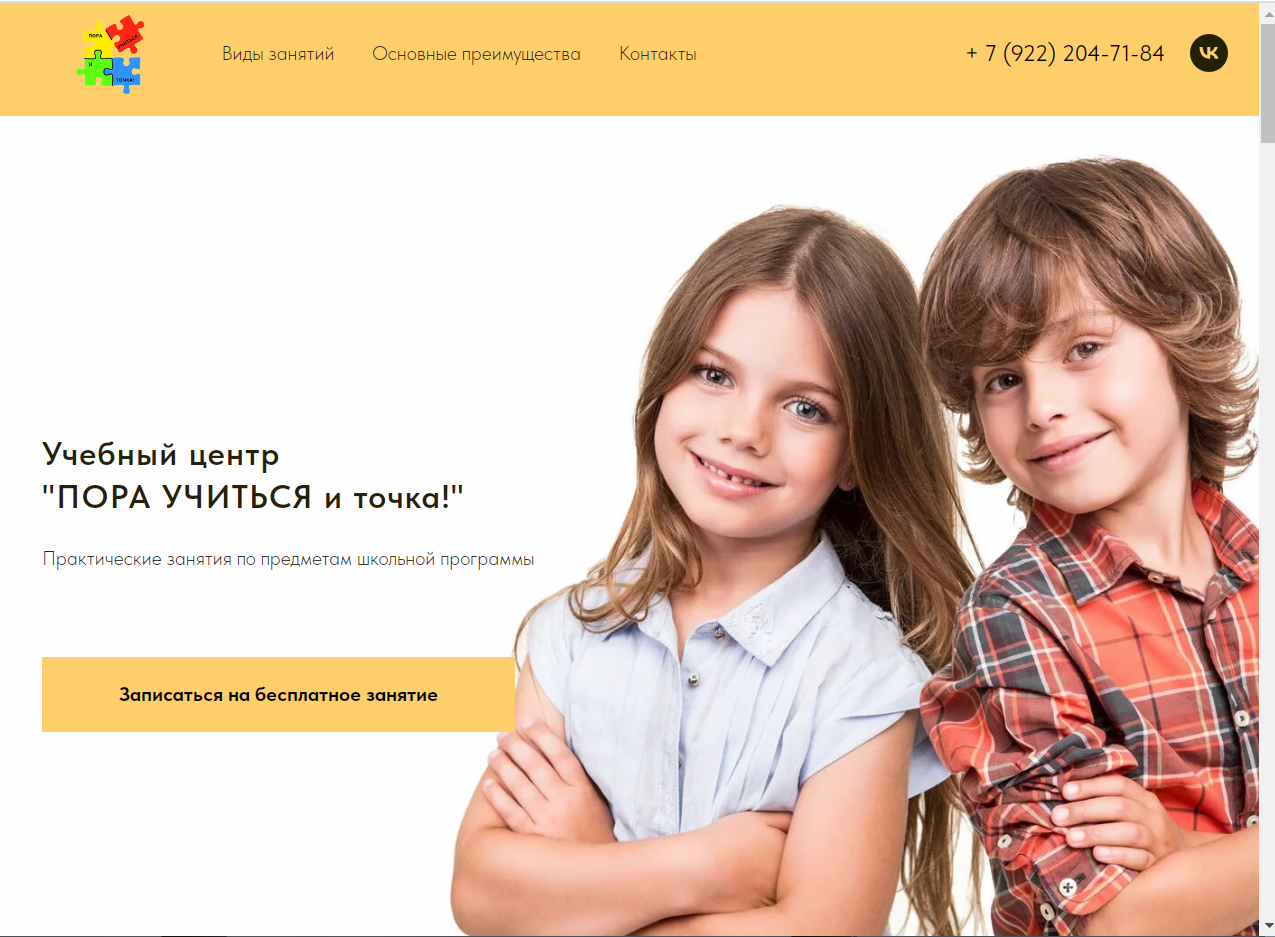 ПОРА
УЧИТЬСЯ
И
ТОЧКА!
Виды занятий
Основные преимущества
Контакты
+ 7 (922) 204-71-84
Учебный центр
"ПОРА УЧИТЬСЯ и точка!"
Практические занятия по предметам школьной программы
Записаться на бесплатное занятие